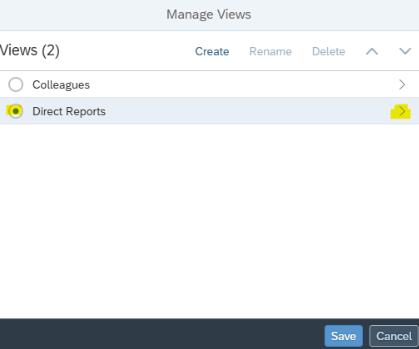 Manage Views
Views (2) Create Rename Delete
Colleagues
Direct Reports
Save Cancel